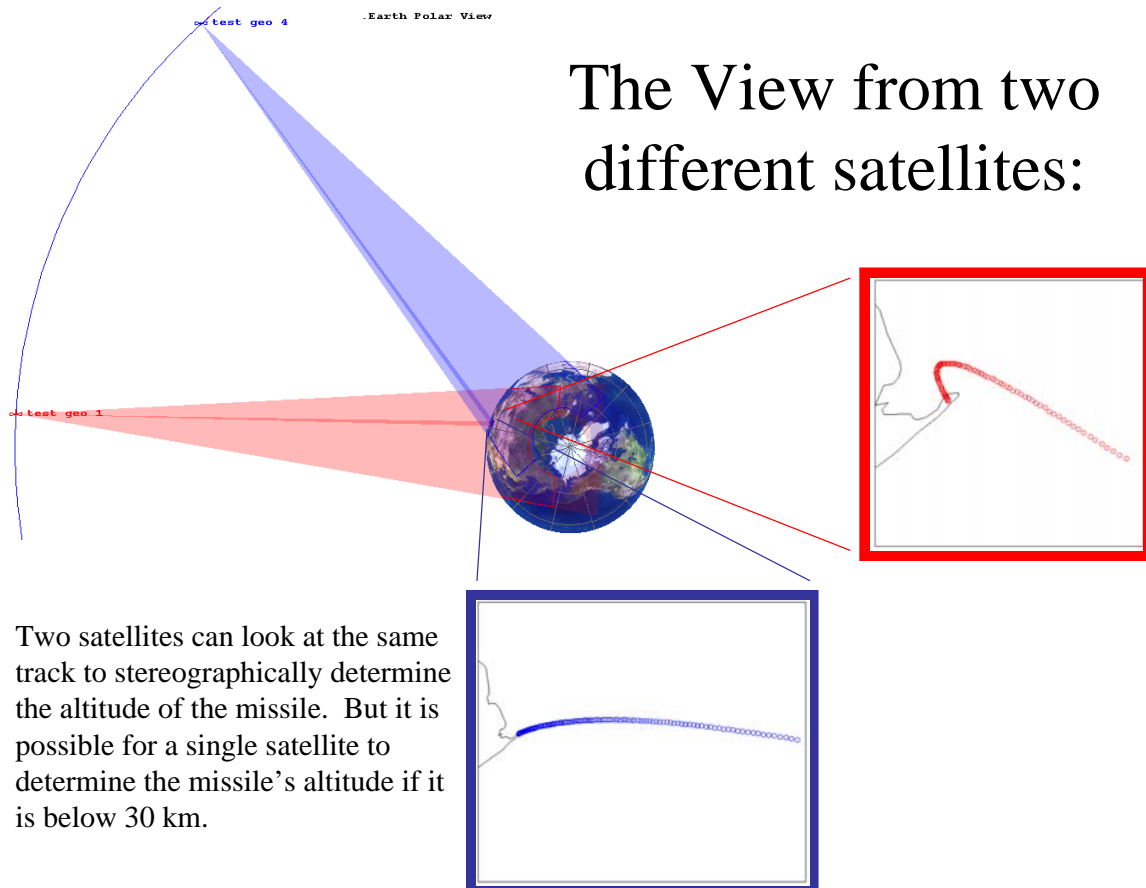 test geo 4
.Earth Polar View
The View from two
different satellites:
test geo 1
Two satellites can look at the same
track to stereographically determine
the altitude of the missile.  But it is
possible for a single satellite to
determine the missile’s altitude if it
is below 30 km.